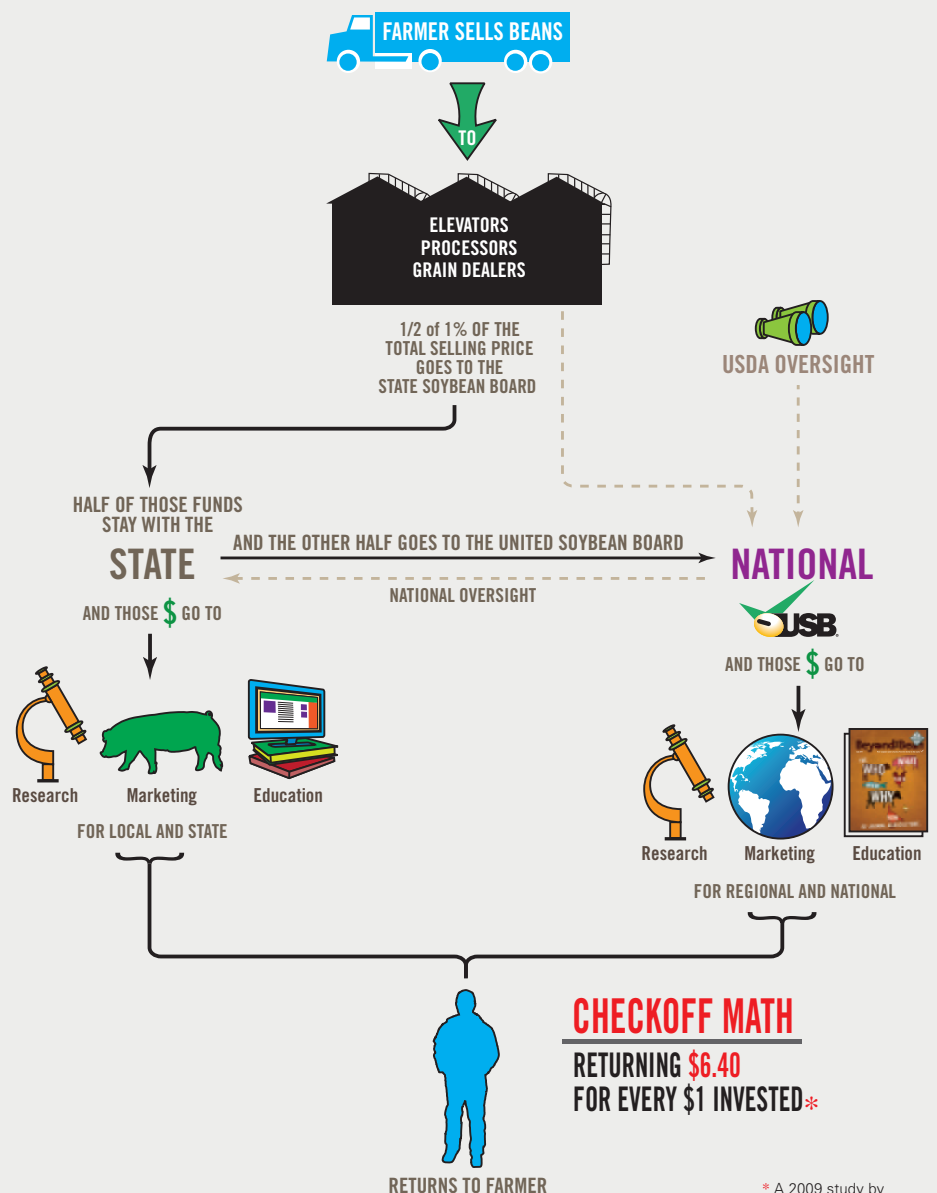 FARMER SELLS BEANS
TO
ELEVATORS
PROCESSORS
GRAIN DEALERS
1/2 of 1% OF THE
TOTAL SELLING PRICE
GOES TO THE
STATE SOYBEAN BOARD
USDA OVERSIGHT
HALF OF THOSE FUNDS
STAY WITH THE
STATE
AND THE OTHER HALF GOES TO THE UNITED SOYBEAN BOARD
NATIONAL OVERSIGHT
NATIONAL
USB
AND THOSE $ GO TO
AND THOSE $ GO TO
Research
Marketing
Education
FOR LOCAL AND STATE
WHO
WHY
Research
Marketing
Education
FOR REGIONAL AND NATIONAL
CHECKOFF MATH
RETURNING $6.40
FOR EVERY $1 INVESTED*
RETURNS TO FARMER
* A 2009 study by